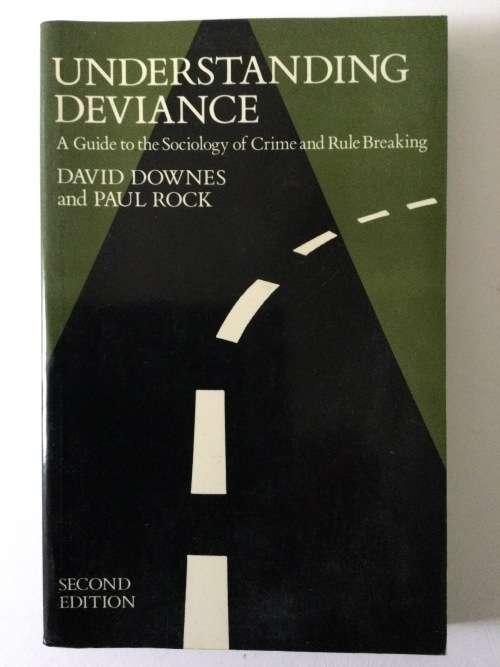 UNDERSTANDING
DEVIANCE
A Guide to the Sociology of Crime and Rule Breaking
DAVID DOWNES
and PAUL ROCK
SECOND
EDITION